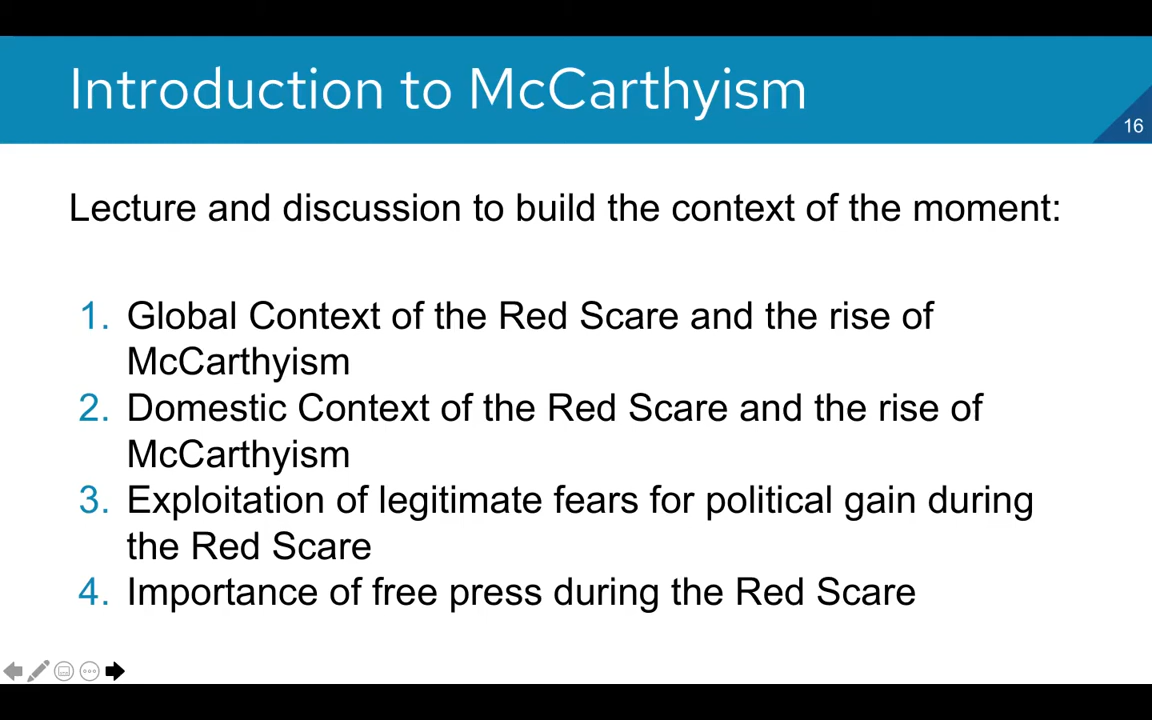 Introduction to McCarthyism
16
Lecture and discussion to build the context of the moment:
1. Global Context of the Red Scare and the rise of
McCarthyism
2. Domestic Context of the Red Scare and the rise of
McCarthyism
3. Exploitation of legitimate fears for political gain during
the Red Scare
4. Importance of free press during the Red Scare